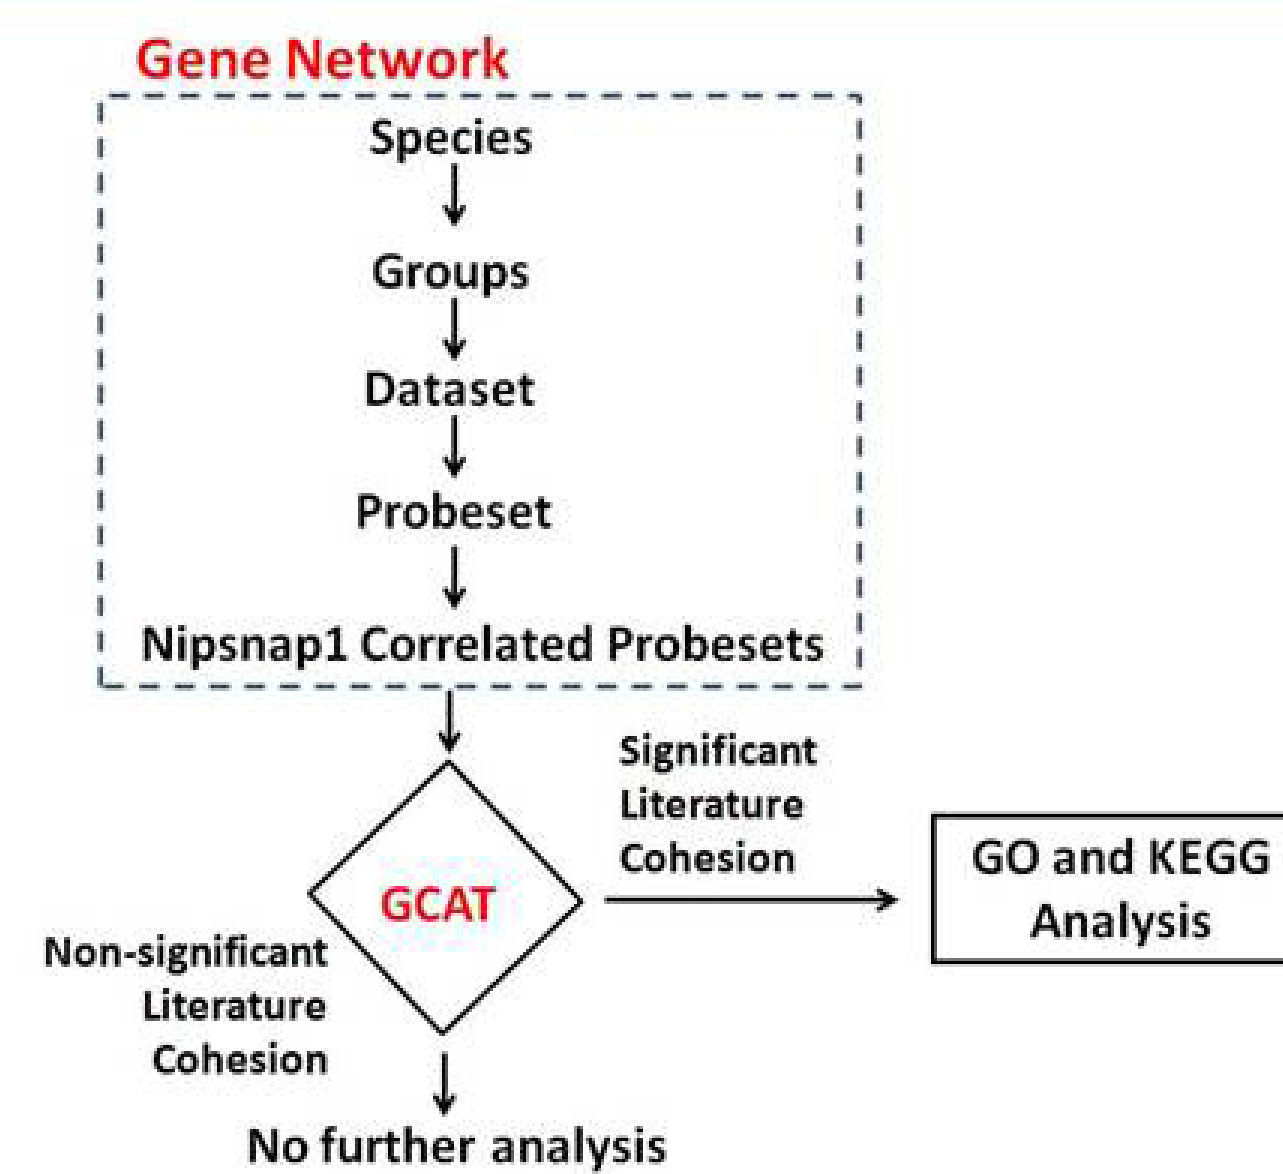 Gene Network
Species
Groups
Dataset
Probeset
Nipsnap1 Correlated Probesets
Significant
Literature
Cohesion
GCAT
GO and KEGG
Analysis
Non-significant
Literature
Cohesion
No further analysis